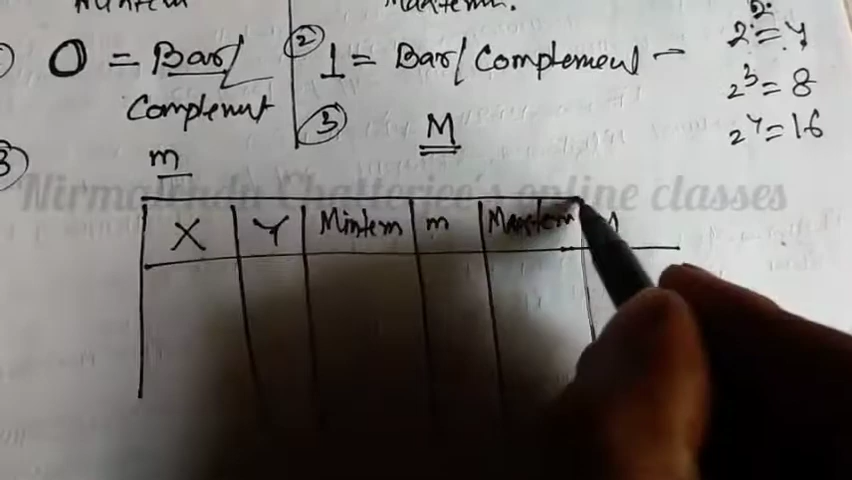 Maxterm.
0 = Bar/
Complement
② 1 = Bar/Complement -
③ M
m
2² = 4
2³ = 8
2⁴ = 16
Nirmalendu Chatterjee's online classes
X Y Minterm m Maxterm